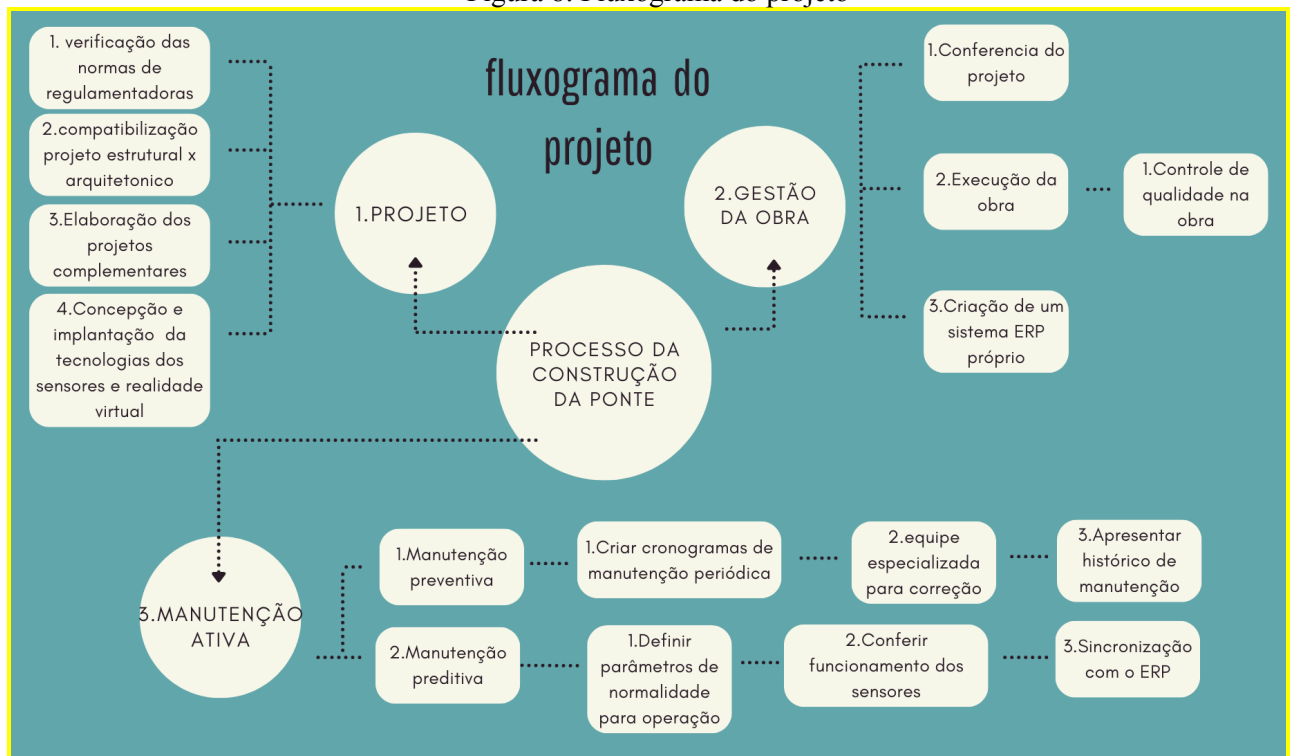 Figura 6: Fluxograma do projeto
fluxograma do
projeto
1. verificação das
normas de
regulamentadoras
2.compatibilização
projeto estrutural x
arquitetonico
3.Elaboração dos
projetos
complementares
4.Concepção e
implantação da
tecnologias dos
sensores e realidade
virtual
1.PROJETO
2.GESTÃO
DA OBRA
1.Conferencia do
projeto
2.Execução da
obra
1.Controle de
qualidade na
obra
3.Criação de um
sistema ERP
próprio
PROCESSO DA
CONSTRUÇÃO
DA PONTE
3.MANUTENÇÃO
ATIVA
1.Manutenção
preventiva
1.Criar cronogramas de
manutenção periódica
2.equipe
especializada
para correção
3.Apresentar
histórico de
manutenção
2.Manutenção
preditiva
1.Definir
parâmetros de
normalidade
para operação
2.Conferir
funcionamento dos
sensores
3.Sincronização
com o ERP